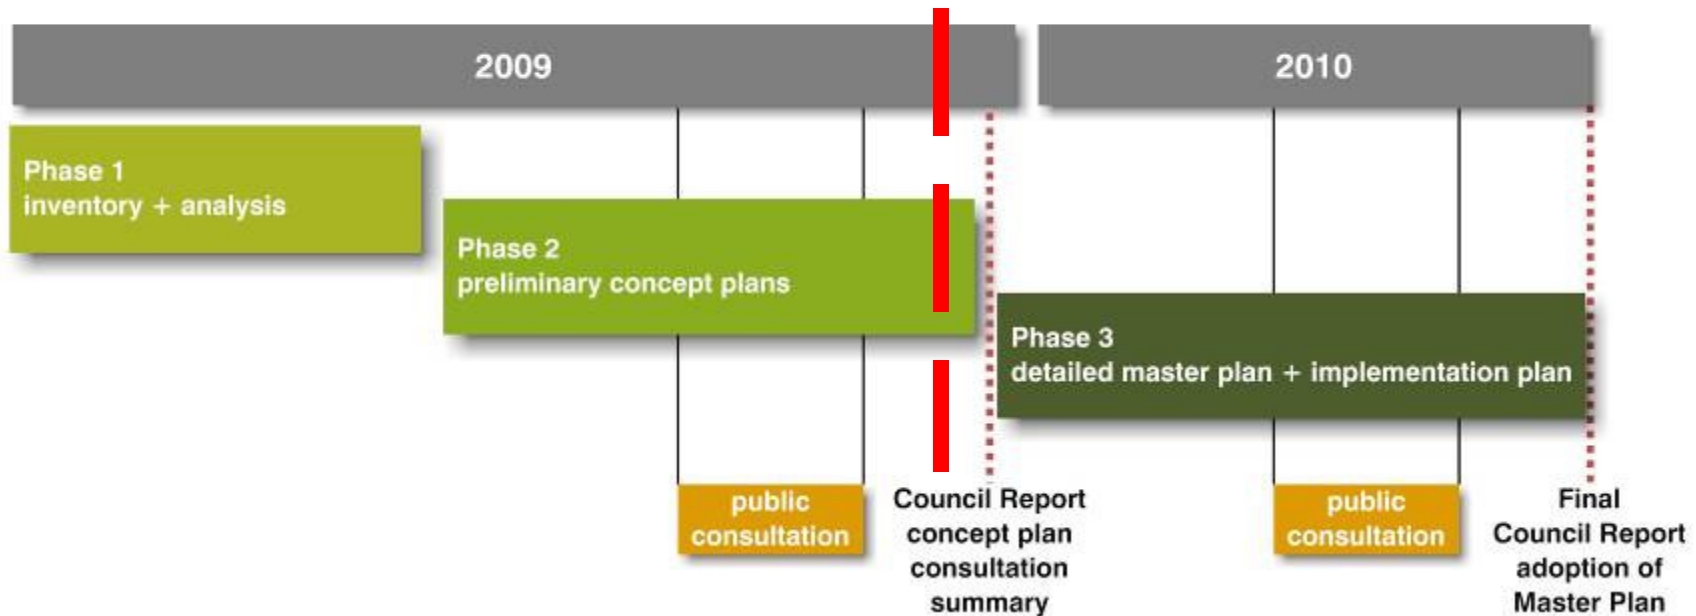 2009
2010
Phase 1
inventory + analysis
Phase 2
preliminary concept plans
Phase 3
detailed master plan + implementation plan
public
consultation
Council Report
concept plan
consultation
summary
public
consultation
Final
Council Report
adoption of
Master Plan